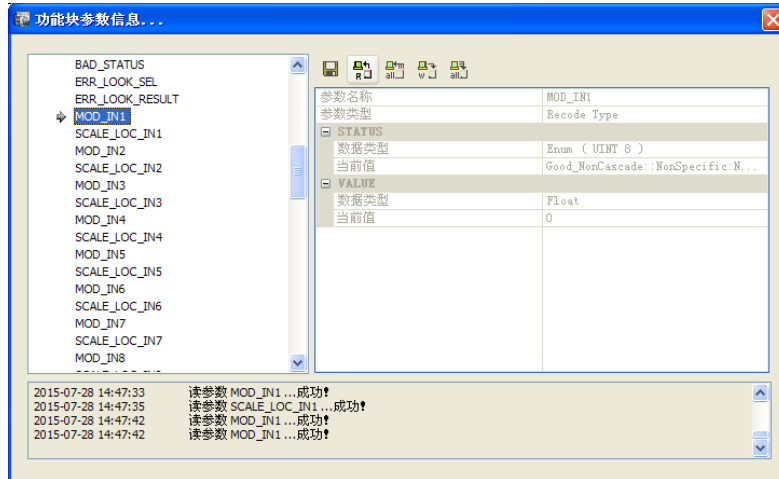 功能块参数信息...
BAD_STATUS
ERR_LOOK_SEL
ERR_LOOK_RESULT
MOD_IN1
SCALE_LOC_IN1
MOD_IN2
SCALE_LOC_IN2
MOD_IN3
SCALE_LOC_IN3
MOD_IN4
SCALE_LOC_IN4
MOD_IN5
SCALE_LOC_IN5
MOD_IN6
SCALE_LOC_IN6
MOD_IN7
SCALE_LOC_IN7
MOD_IN8
R all m all w all
参数名称 MOD_IN1
参数类型 Recode Type
STATUS
数据类型 Enum ( UINT 8 )
当前值 Good_NonCascade::NonSpecific:N...
VALUE
数据类型 Float
当前值 0
2015-07-28 14:47:33 读参数 MOD_IN1 ...成功!
2015-07-28 14:47:35 读参数 SCALE_LOC_IN1 ...成功!
2015-07-28 14:47:42 读参数 MOD_IN1 ...成功!
2015-07-28 14:47:42 读参数 MOD_IN1 ...成功!